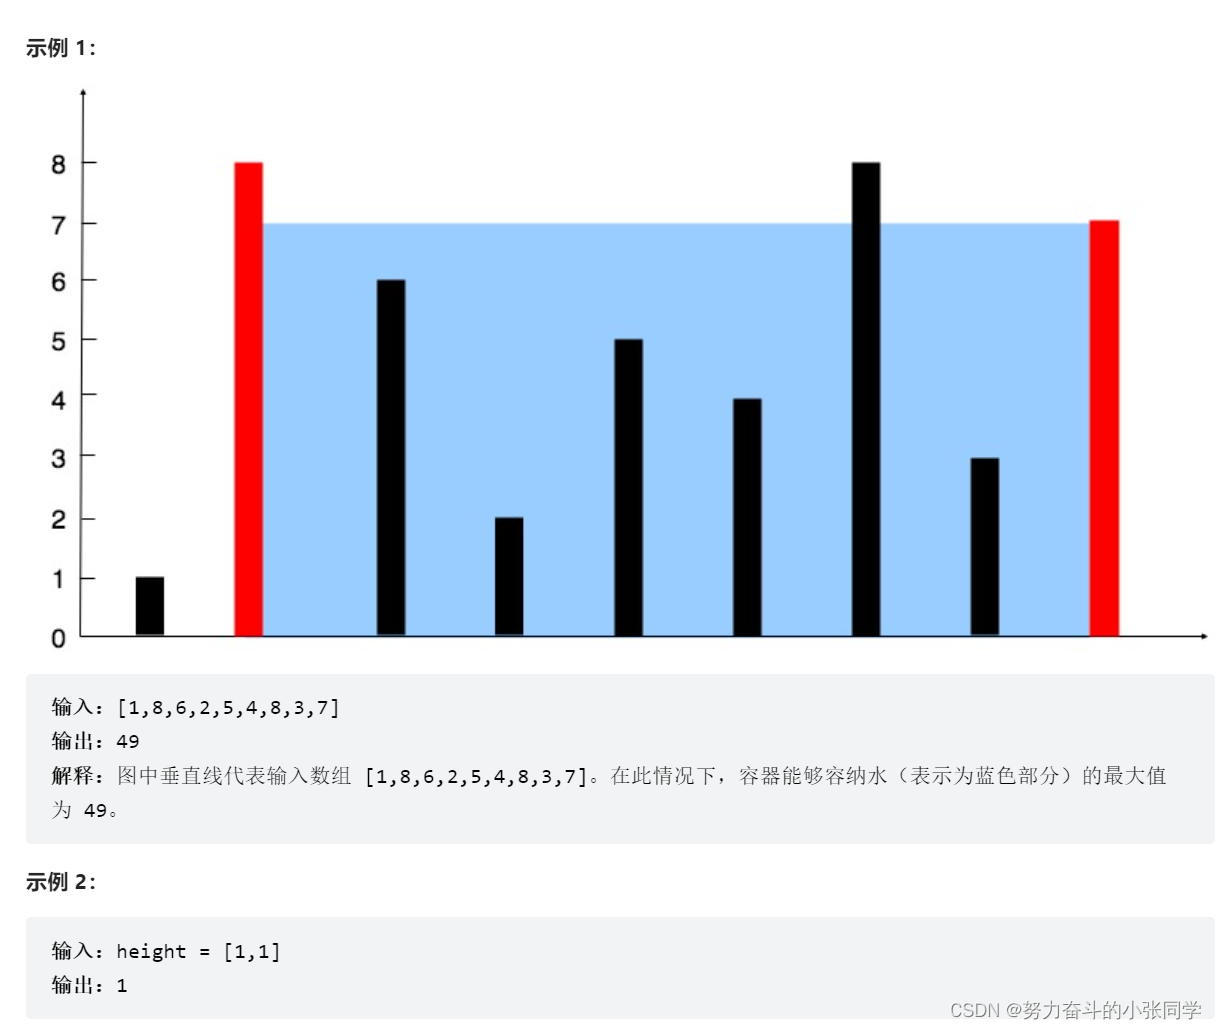 示例 1：
8
7
6
5
4
3
2
1
0
输入：[1,8,6,2,5,4,8,3,7]
输出：49
解释：图中垂直线代表输入数组 [1,8,6,2,5,4,8,3,7]。在此情况下，容器能够容纳水（表示为蓝色部分）的最大值
为 49。
示例 2：
输入：height = [1,1]
输出：1
CSDN @努力奋斗的小张同学